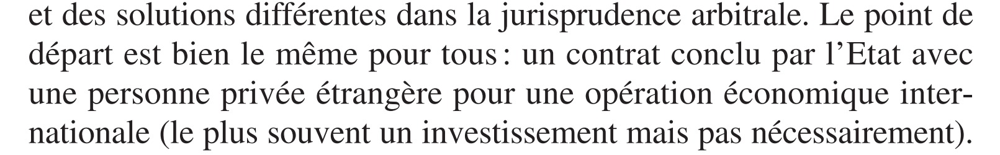 et des solutions différentes dans la jurisprudence arbitrale. Le point de
départ est bien le même pour tous : un contrat conclu par l’Etat avec
une personne privée étrangère pour une opération économique inter-
nationale (le plus souvent un investissement mais pas nécessairement).